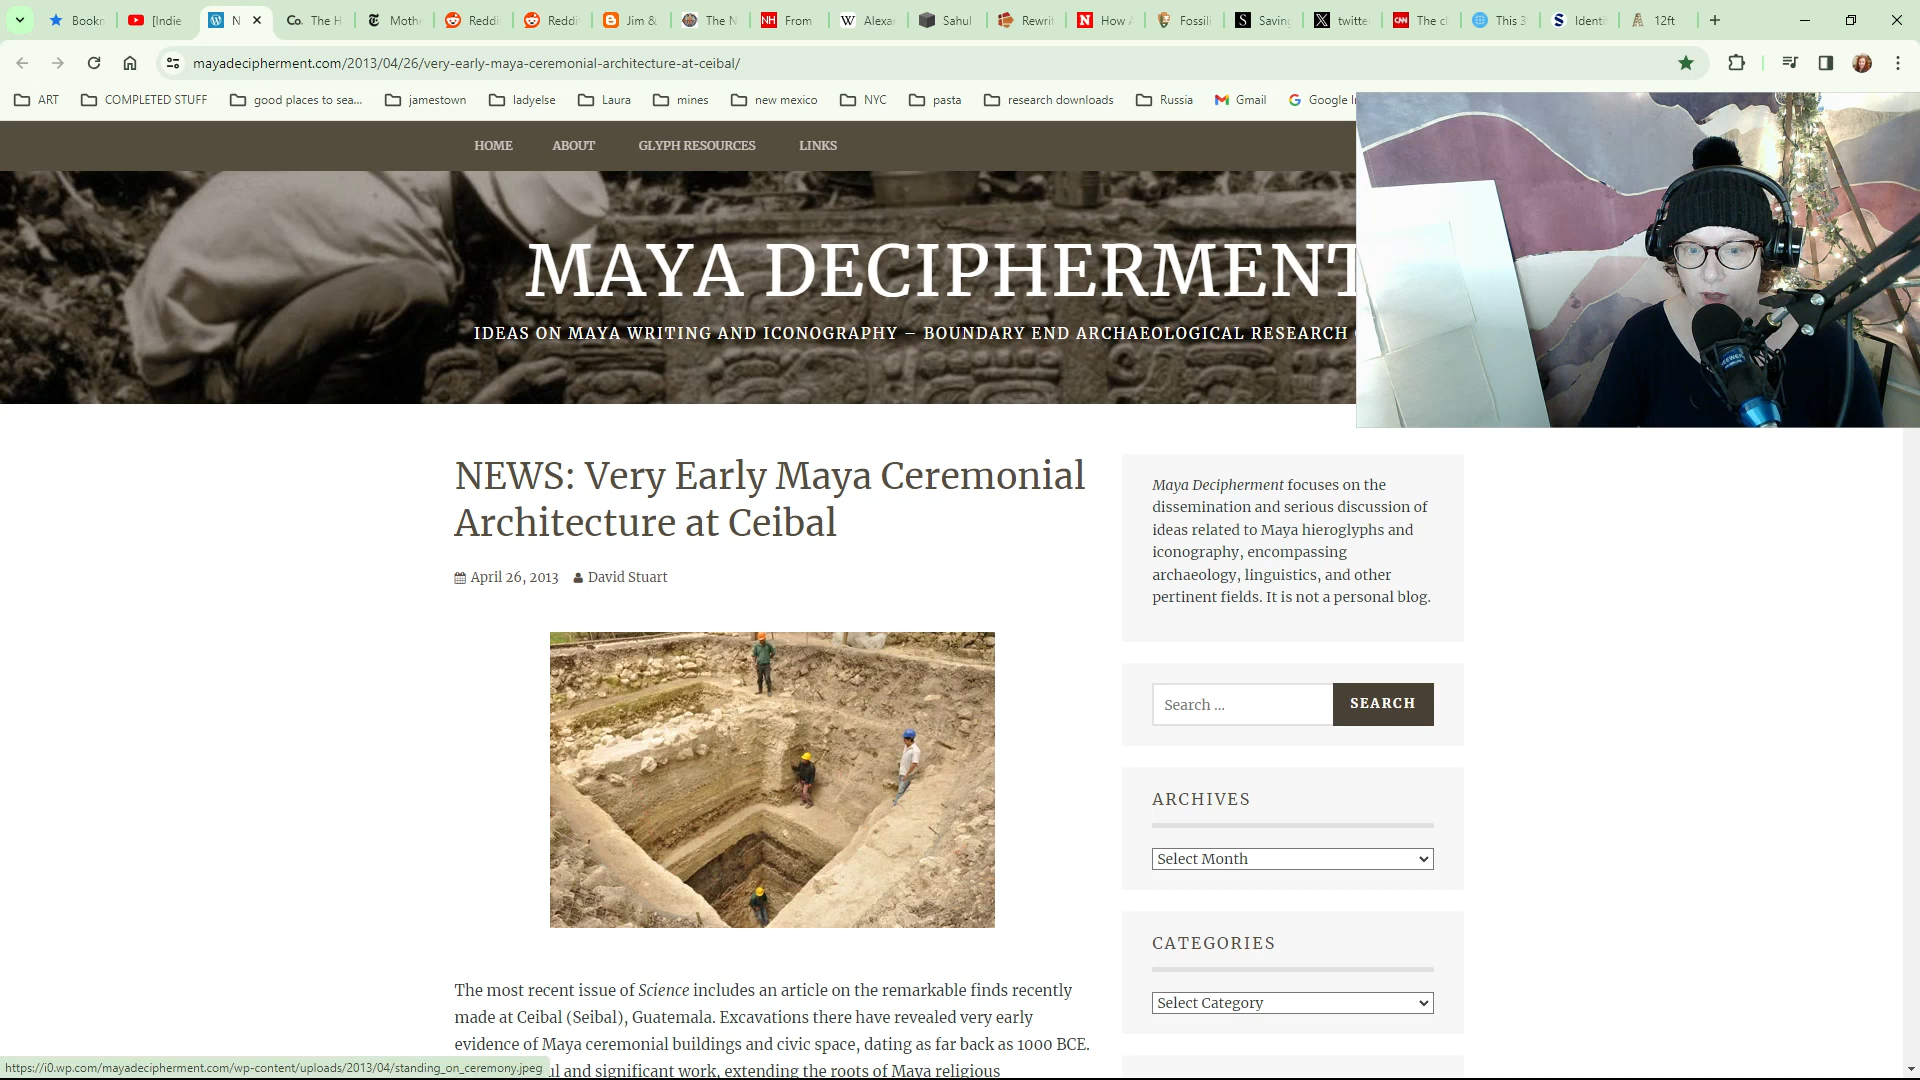 Bookn
[Indie
N
Co.
The H
Moth
Reddi
Reddi
Jim &
The N
NH
From
W
Alexa
Sahul
Rewrit
N
How A
Fossili
S
Saving
X
twitte
CNN
The cl
This 3
S
Identi
12ft
mayadecipherment.com/2013/04/26/very-early-maya-ceremonial-architecture-at-ceibal/
ART
COMPLETED STUFF
good places to sea...
jamestown
ladyelse
Laura
mines
new mexico
NYC
pasta
research downloads
Russia
Gmail
Google I
HOME
ABOUT
GLYPH RESOURCES
LINKS
MAYA DECIPHERMENT
IDEAS ON MAYA WRITING AND ICONOGRAPHY – BOUNDARY END ARCHAEOLOGICAL RESEARCH
NEWS: Very Early Maya Ceremonial
Architecture at Ceibal
April 26, 2013 David Stuart
The most recent issue of Science includes an article on the remarkable finds recently
made at Ceibal (Seibal), Guatemala. Excavations there have revealed very early
evidence of Maya ceremonial buildings and civic space, dating as far back as 1000 BCE.
and significant work, extending the roots of Maya religious
Maya Decipherment focuses on the
dissemination and serious discussion of
ideas related to Maya hieroglyphs and
iconography, encompassing
archaeology, linguistics, and other
pertinent fields. It is not a personal blog.
Search ...
SEARCH
ARCHIVES
Select Month
CATEGORIES
Select Category
https://i0.wp.com/mayadecipherment.com/wp-content/uploads/2013/04/standing_on_ceremony.jpeg